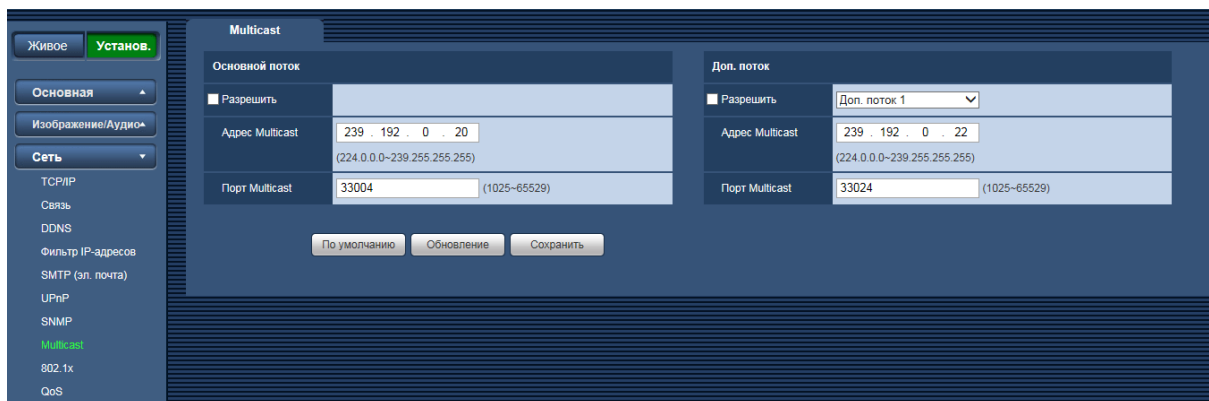 Живое Установ.
Основная
Изображение/Аудио
Сеть
TCP/IP
Связь
DDNS
Фильтр IP-адресов
SMTP (эл. почта)
UPnP
SNMP
Multicast
802.1x
QoS
Multicast
Основной поток
Разрешить
Адрес Multicast 239 . 192 . 0 . 20
(224.0.0.0~239.255.255.255)
Порт Multicast 33004 (1025~65529)
Доп. поток
Разрешить Доп. поток 1
Адрес Multicast 239 . 192 . 0 . 22
(224.0.0.0~239.255.255.255)
Порт Multicast 33024 (1025~65529)
По умолчанию Обновление Сохранить